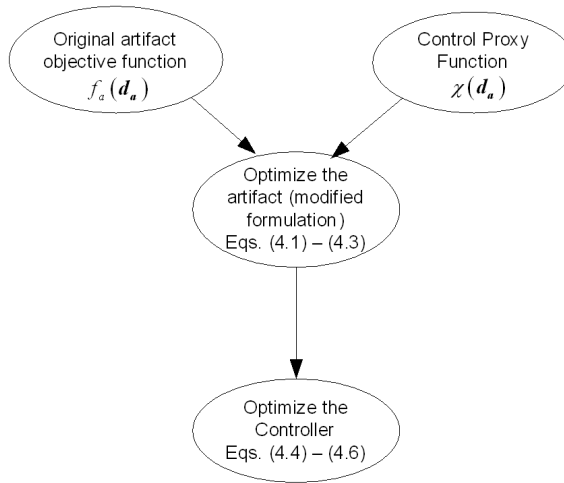 Original artifact
objective function
f_a(d_a)
Control Proxy
Function
χ(d_a)
Optimize the
artifact (modified
formulation)
Eqs. (4.1) – (4.3)
Optimize the
Controller
Eqs. (4.4) – (4.6)